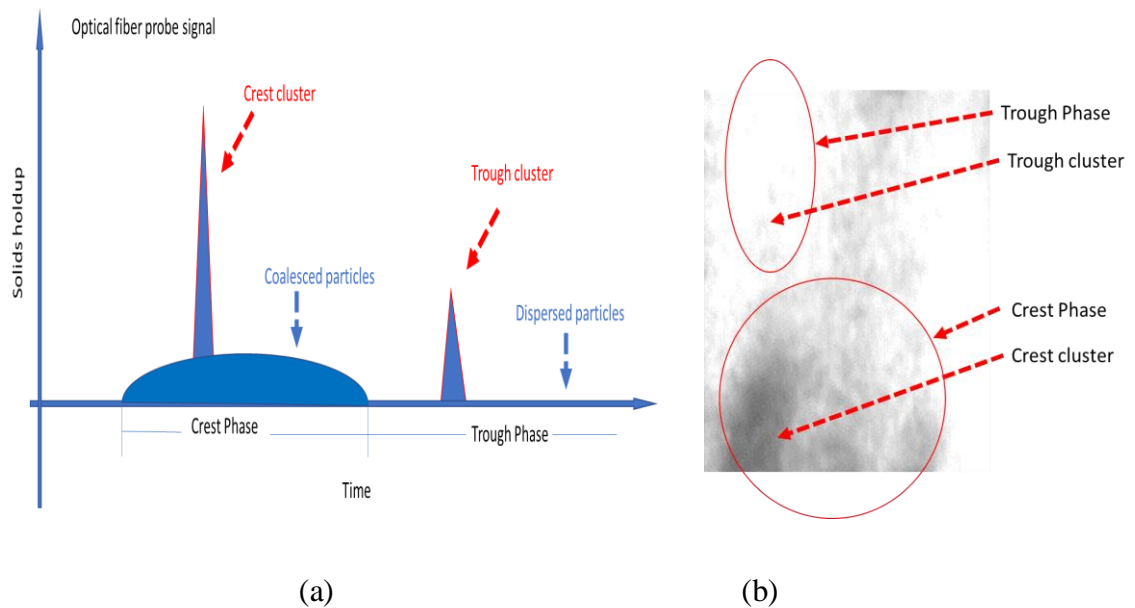 Optical fiber probe signal
Solids holdup
Crest cluster
Trough cluster
Coalesced particles
Dispersed particles
Crest Phase
Trough Phase
Time
(a)
Trough Phase
Trough cluster
Crest Phase
Crest cluster
(b)